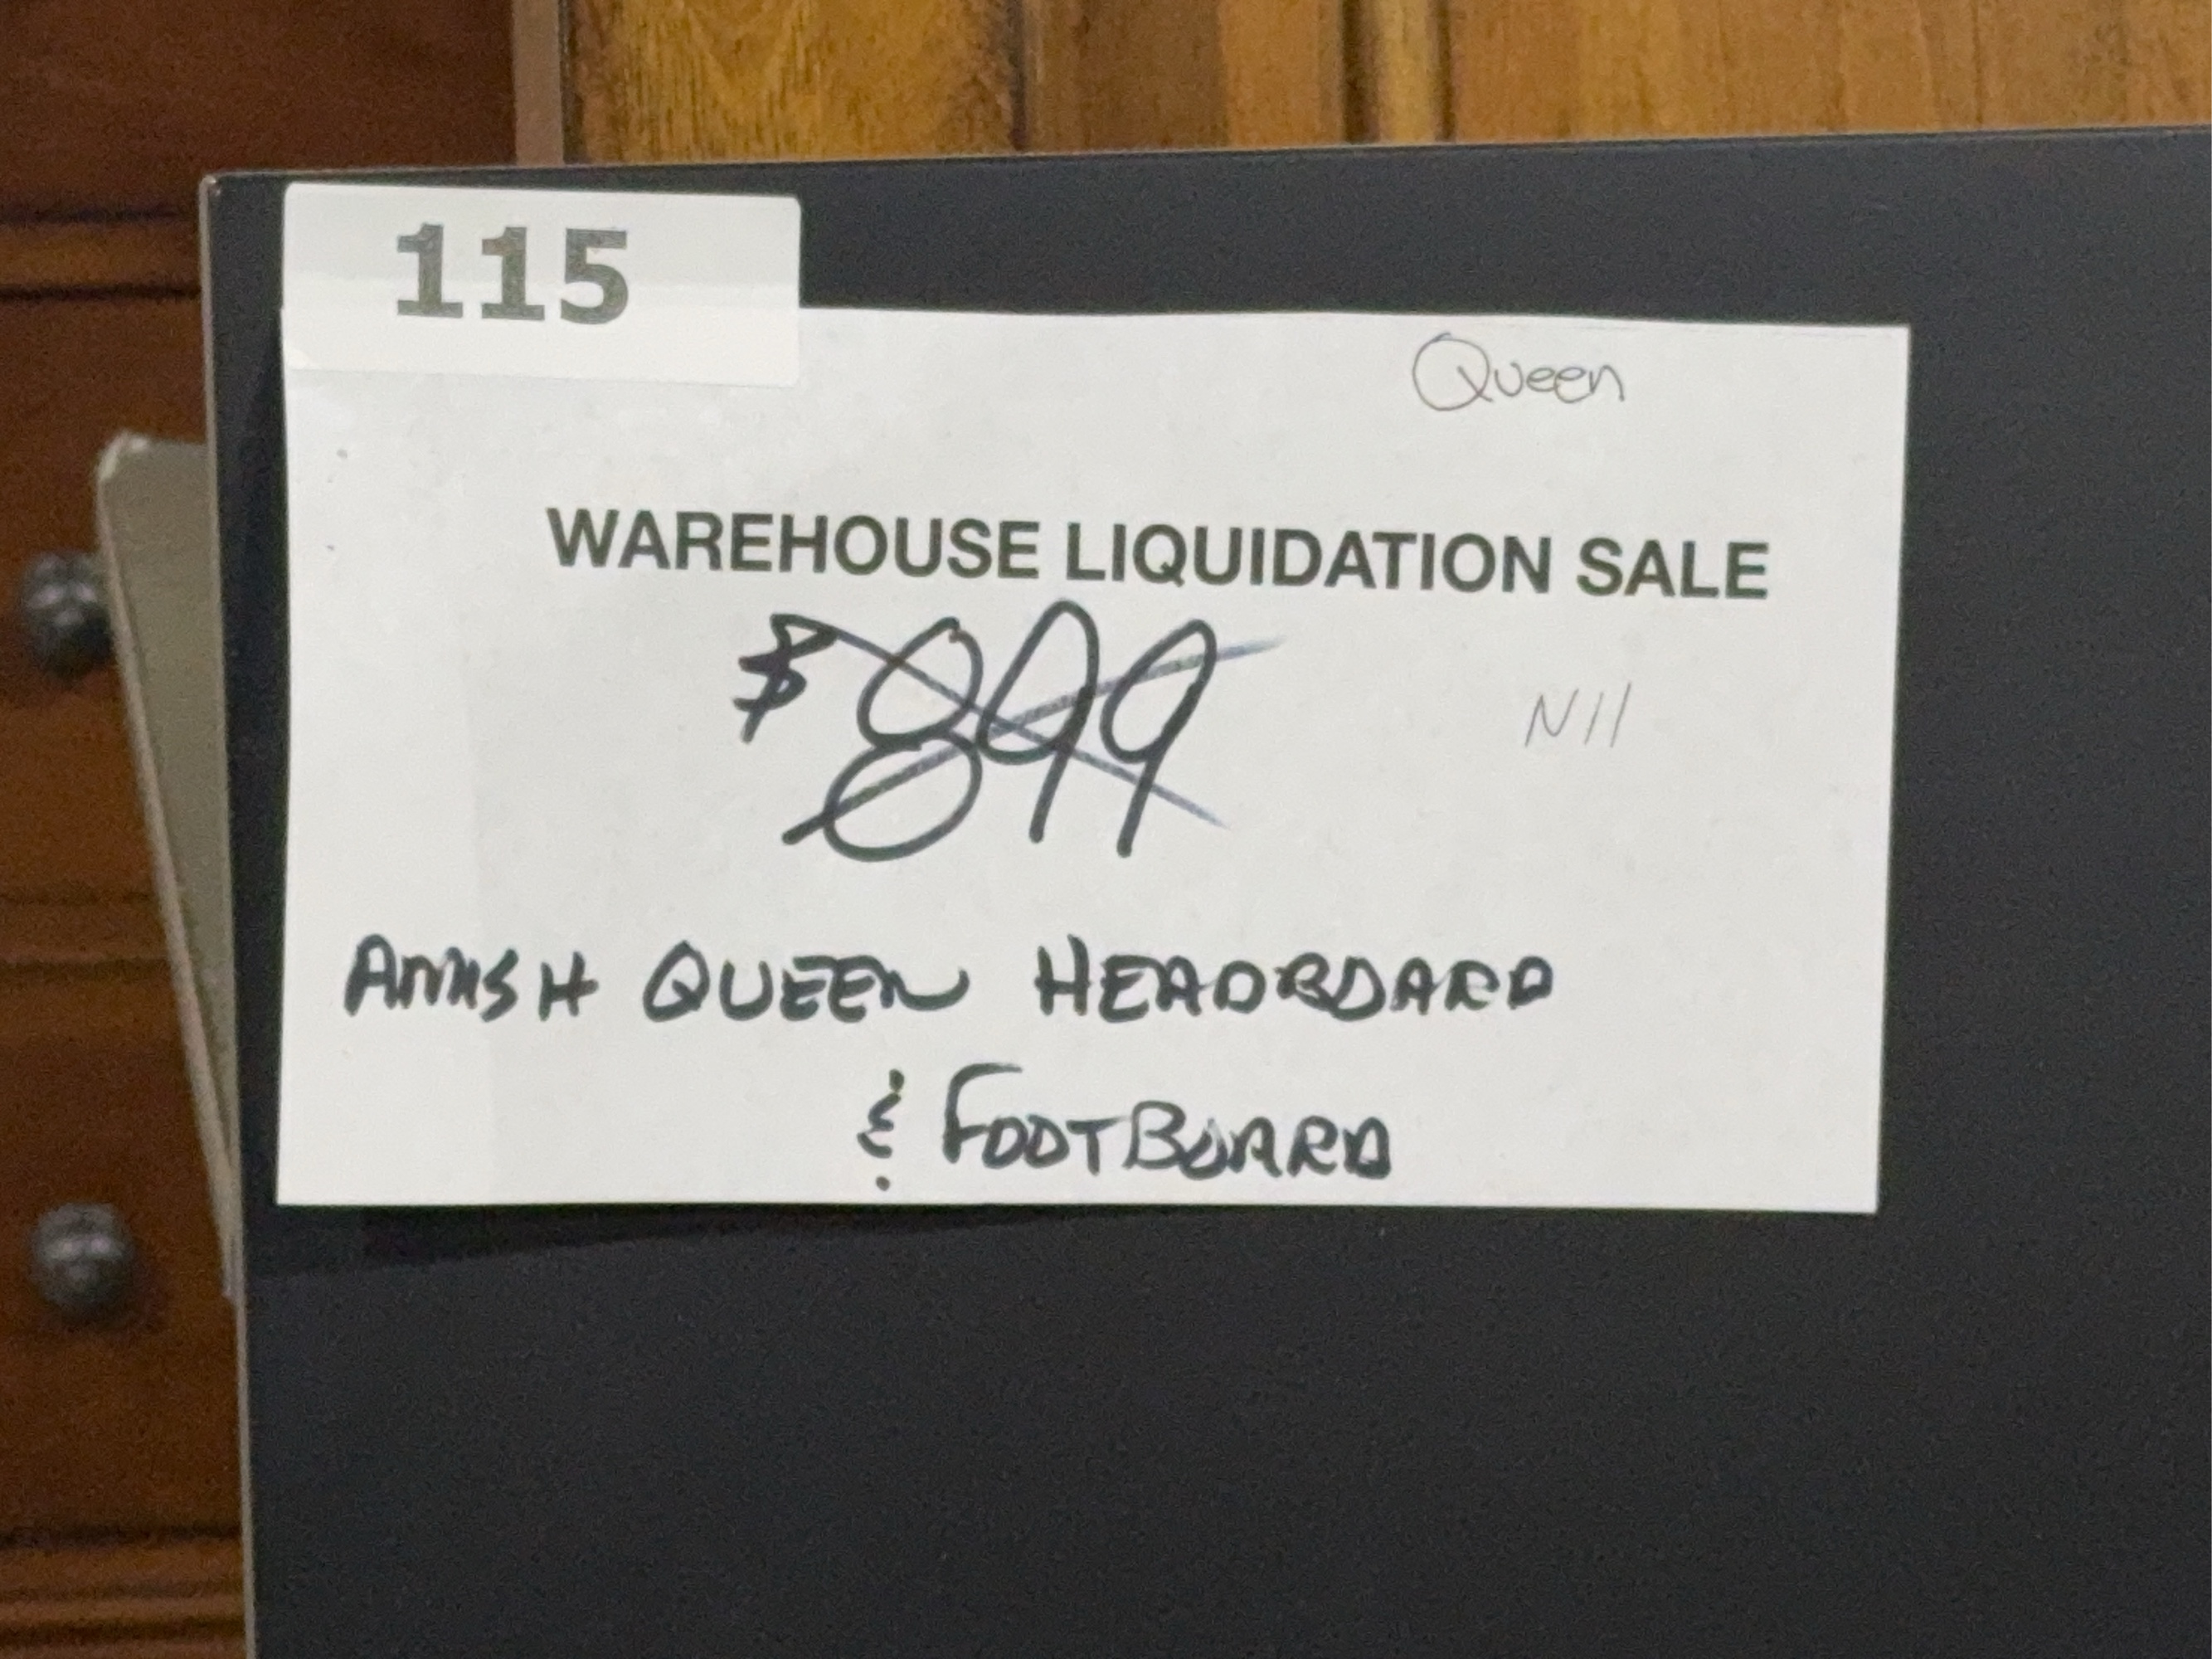 115
Queen
WAREHOUSE LIQUIDATION SALE
$899
N11
AMISH QUEEN HEADBOARD
& FOOTBOARD